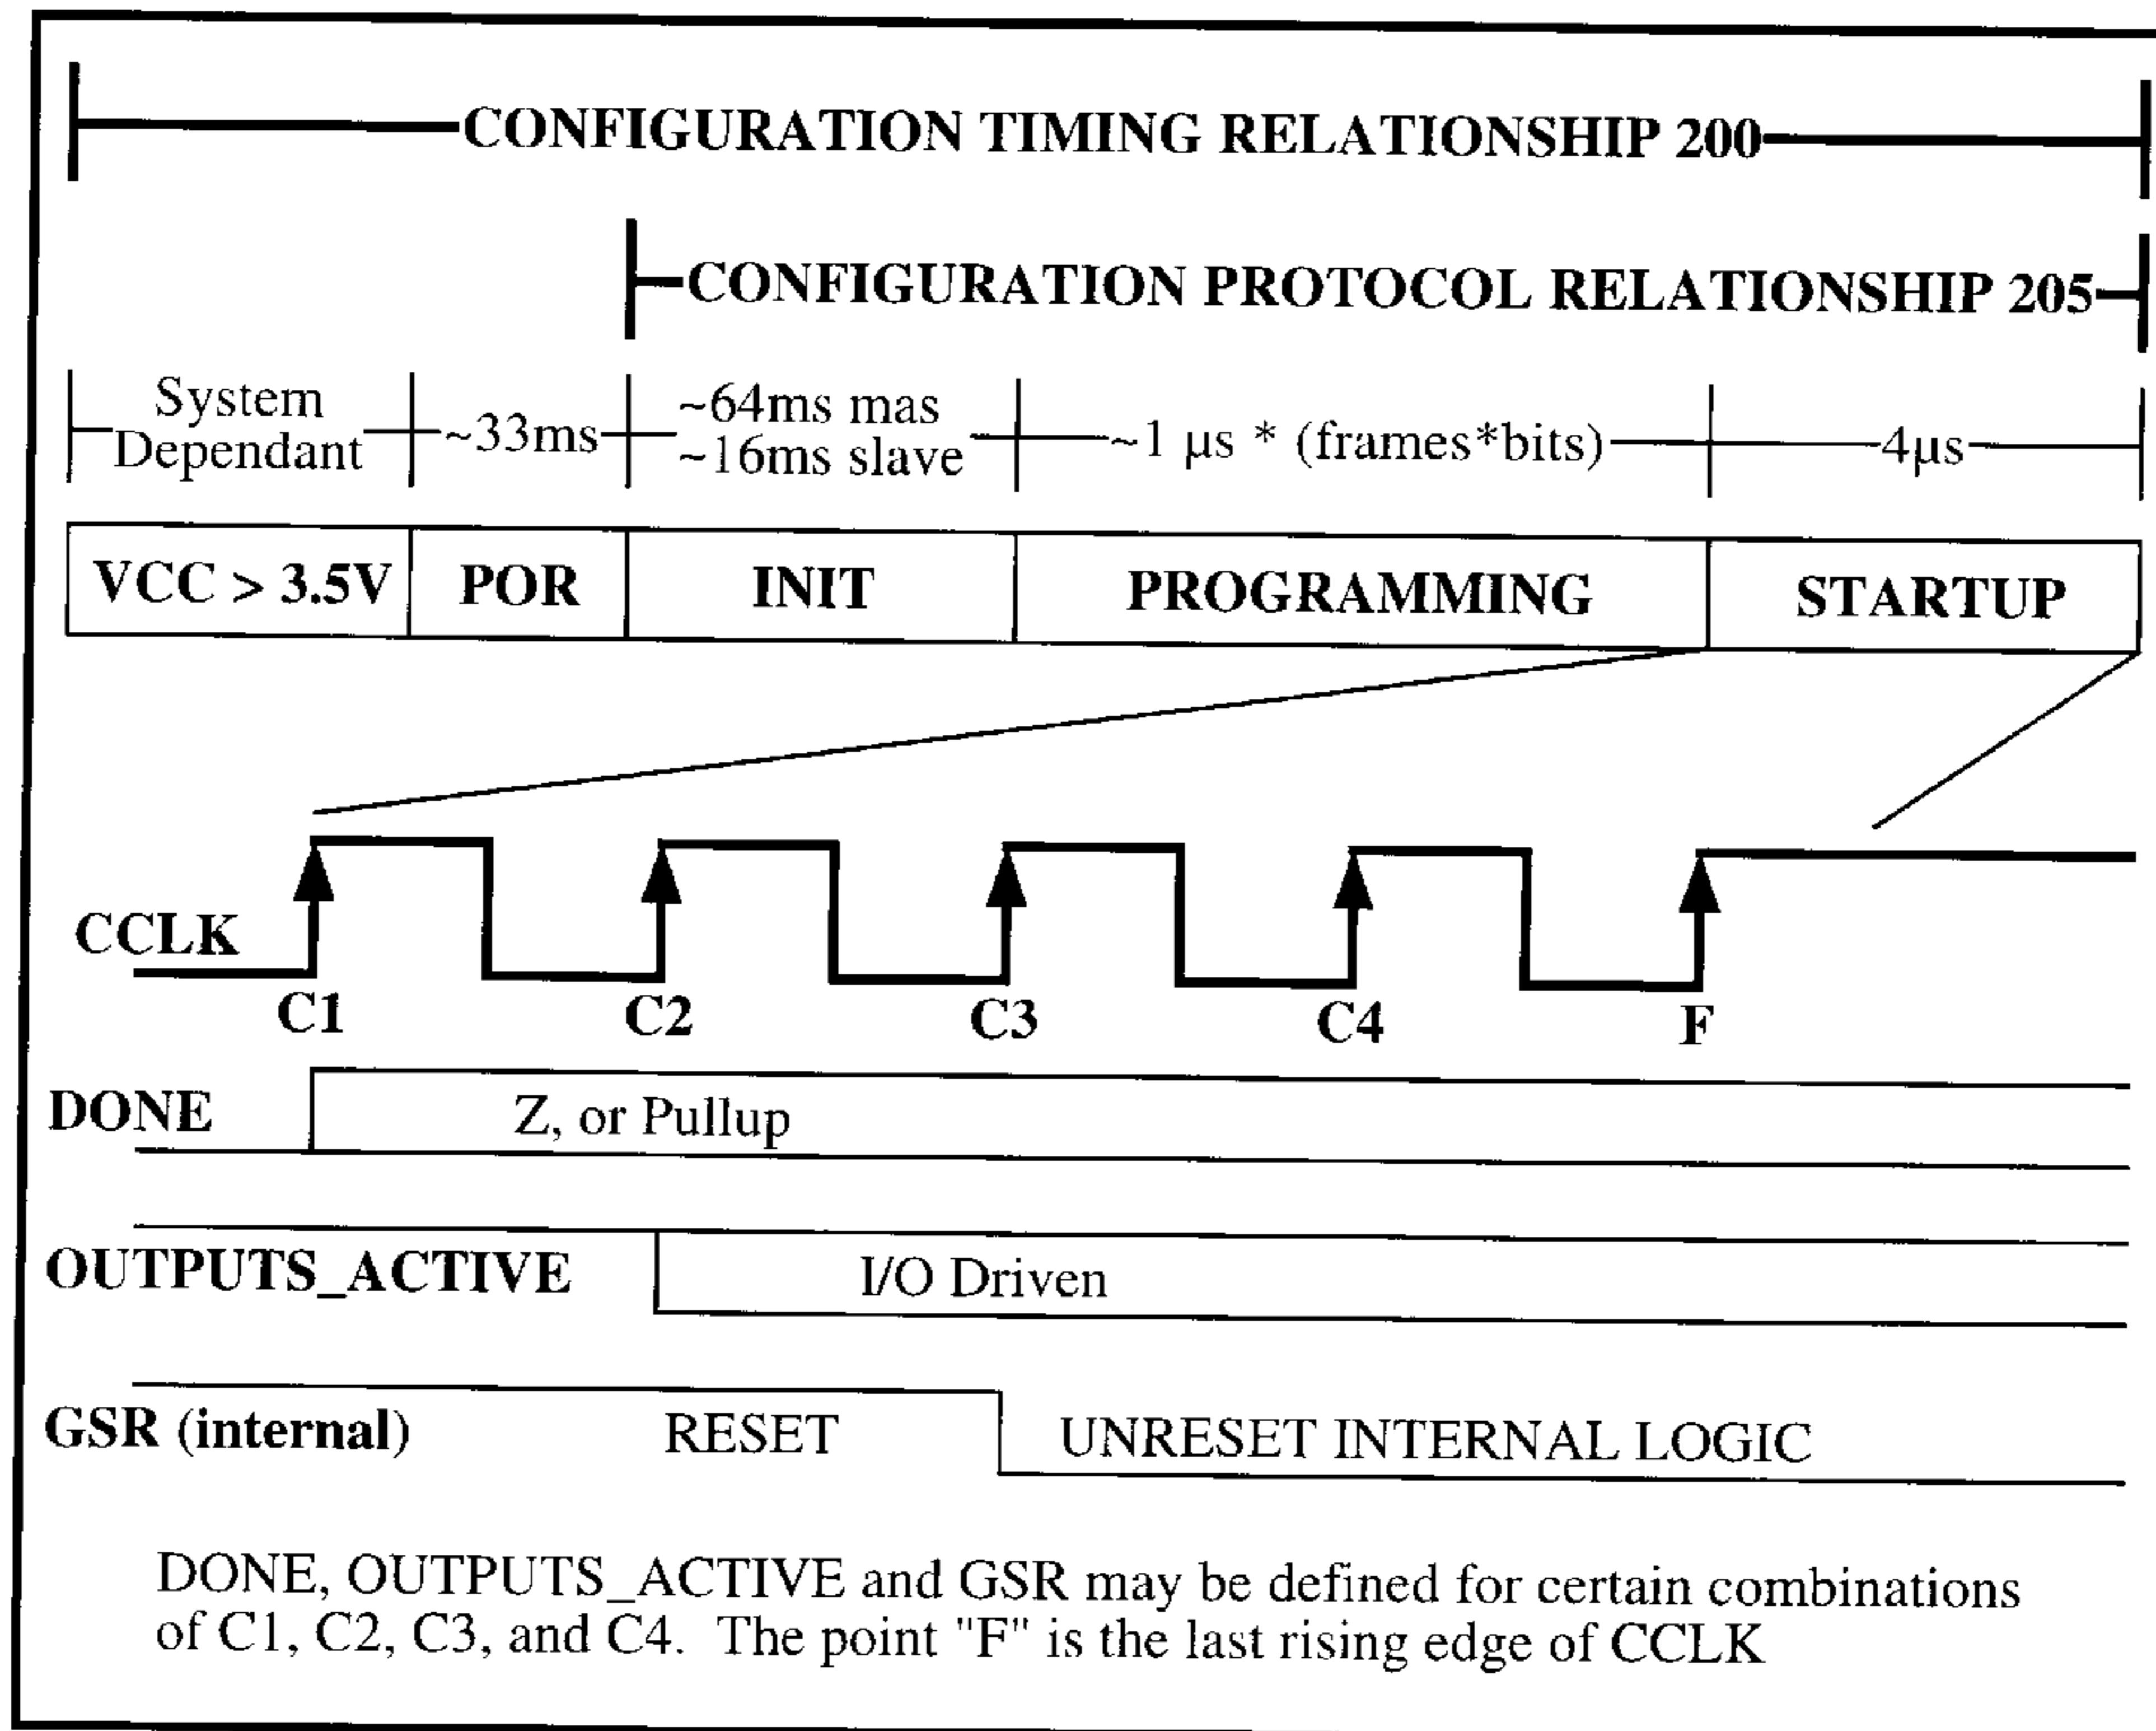 CONFIGURATION TIMING RELATIONSHIP 200
CONFIGURATION PROTOCOL RELATIONSHIP 205
System
Dependant
~33ms
~64ms mas
~16ms slave
~1 µs * (frames*bits)
4µs
VCC > 3.5V
POR
INIT
PROGRAMMING
STARTUP
CCLK
C1
C2
C3
C4
F
DONE
Z, or Pullup
OUTPUTS_ACTIVE
I/O Driven
GSR (internal)
RESET
UNRESET INTERNAL LOGIC
DONE, OUTPUTS_ACTIVE and GSR may be defined for certain combinations
of C1, C2, C3, and C4. The point "F" is the last rising edge of CCLK